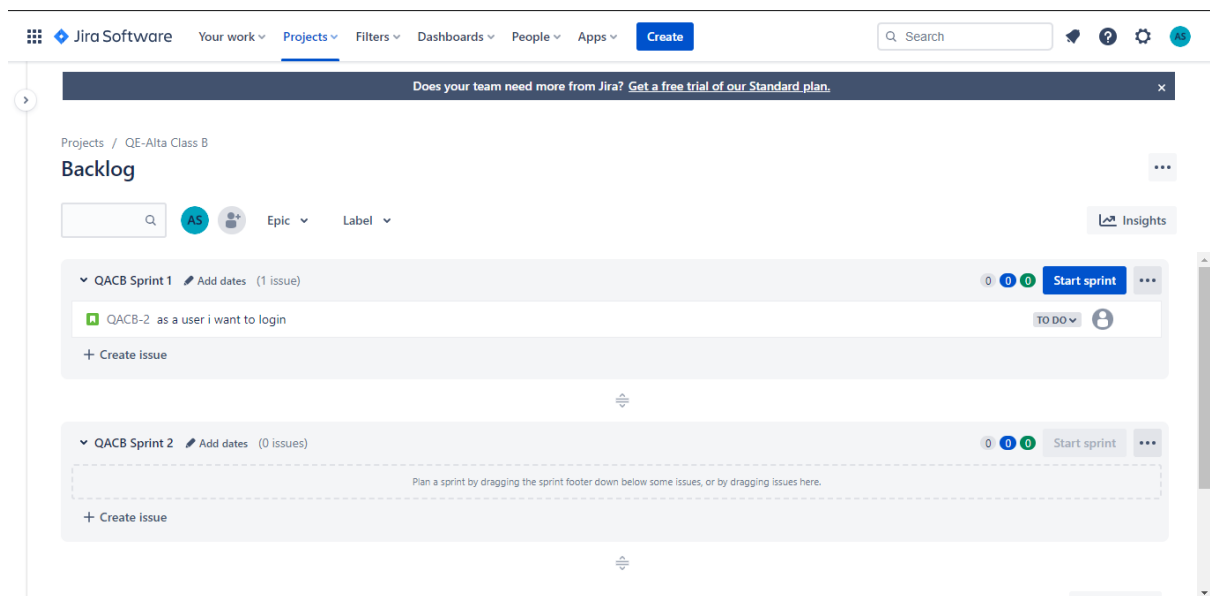 Jira Software Your work Projects Filters Dashboards People Apps Create Search AS
Does your team need more from Jira? Get a free trial of our Standard plan. ×
Projects / QE-Alta Class B
Backlog
AS Epic Label Insights
QACB Sprint 1 Add dates (1 issue) 0 0 0 Start sprint
QACB-2 as a user i want to login TO DO
+ Create issue
QACB Sprint 2 Add dates (0 issues) 0 0 0 Start sprint
Plan a sprint by dragging the sprint footer down below some issues, or by dragging issues here.
+ Create issue